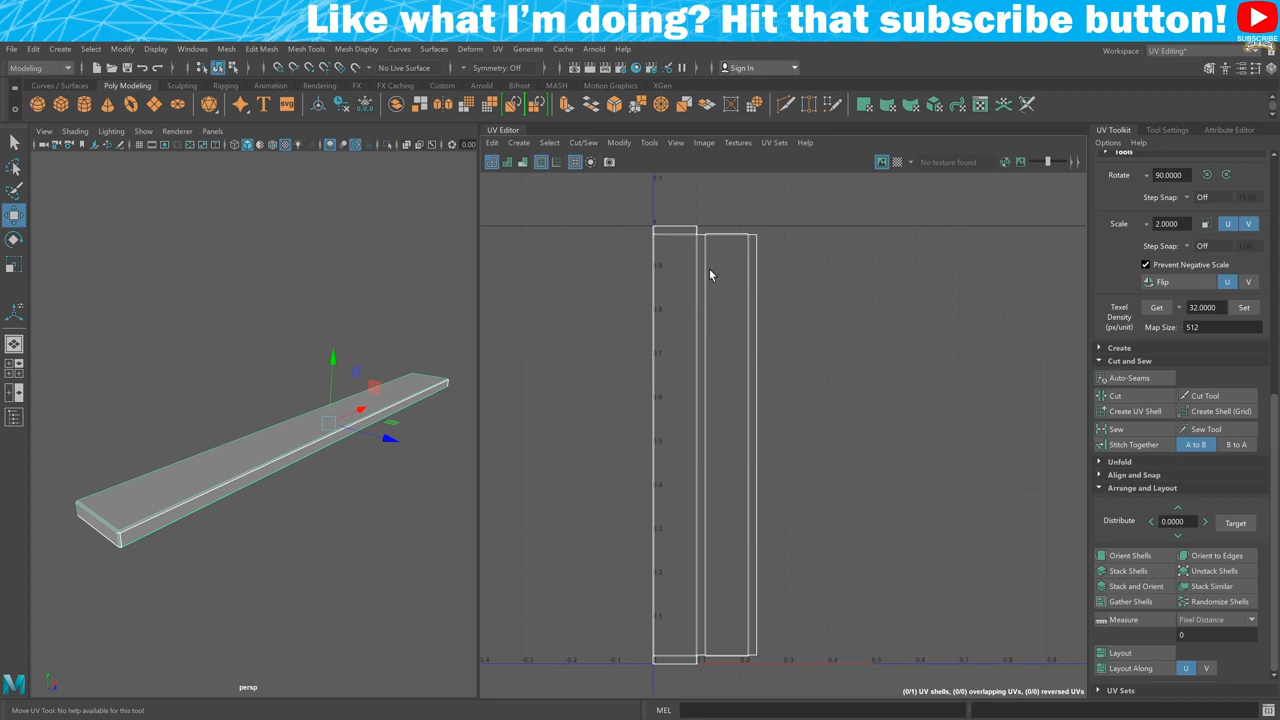 Like what I'm doing? Hit that subscribe button!
SUBSCRIBE
File Edit Create Select Modify Display Windows Mesh Edit Mesh Mesh Tools Mesh Display Curves Surfaces Deform UV Generate Cache Arnold Help
Workspace : UV Editing*
Modeling No Live Surface Symmetry: Off Sign In
Curves / Surfaces Poly Modeling Sculpting Rigging Animation Rendering FX FX Caching Custom Arnold Bifrost MASH Motion Graphics XGen
View Shading Lighting Show Renderer Panels
UV Editor
UV Toolkit Tool Settings Attribute Editor
Edit Create Select Cut/Sew Modify Tools View Image Textures UV Sets Help
Options Help
0.00
No texture found
Tools
Rotate 90.0000
Step Snap: Off
Scale 2.0000 U V
Step Snap: Off
Prevent Negative Scale
Flip U V
Texel Density (px/unit) Get 32.0000 Set
Map Size: 512
Create
Cut and Sew
Auto-Seams
Cut Cut Tool
Create UV Shell Create Shell (Grid)
Sew Sew Tool
Stitch Together A to B B to A
Unfold
Align and Snap
Arrange and Layout
Distribute 0.0000 Target
Orient Shells Orient to Edges
Stack Shells Unstack Shells
Stack and Orient Stack Similar
Gather Shells Randomize Shells
Measure Pixel Distance
0
Layout
Layout Along U V
UV Sets
persp
(0/1) UV shells, (0/0) overlapping UVs, (0/0) reversed UVs
Move UV Tool: No help available for this tool
MEL